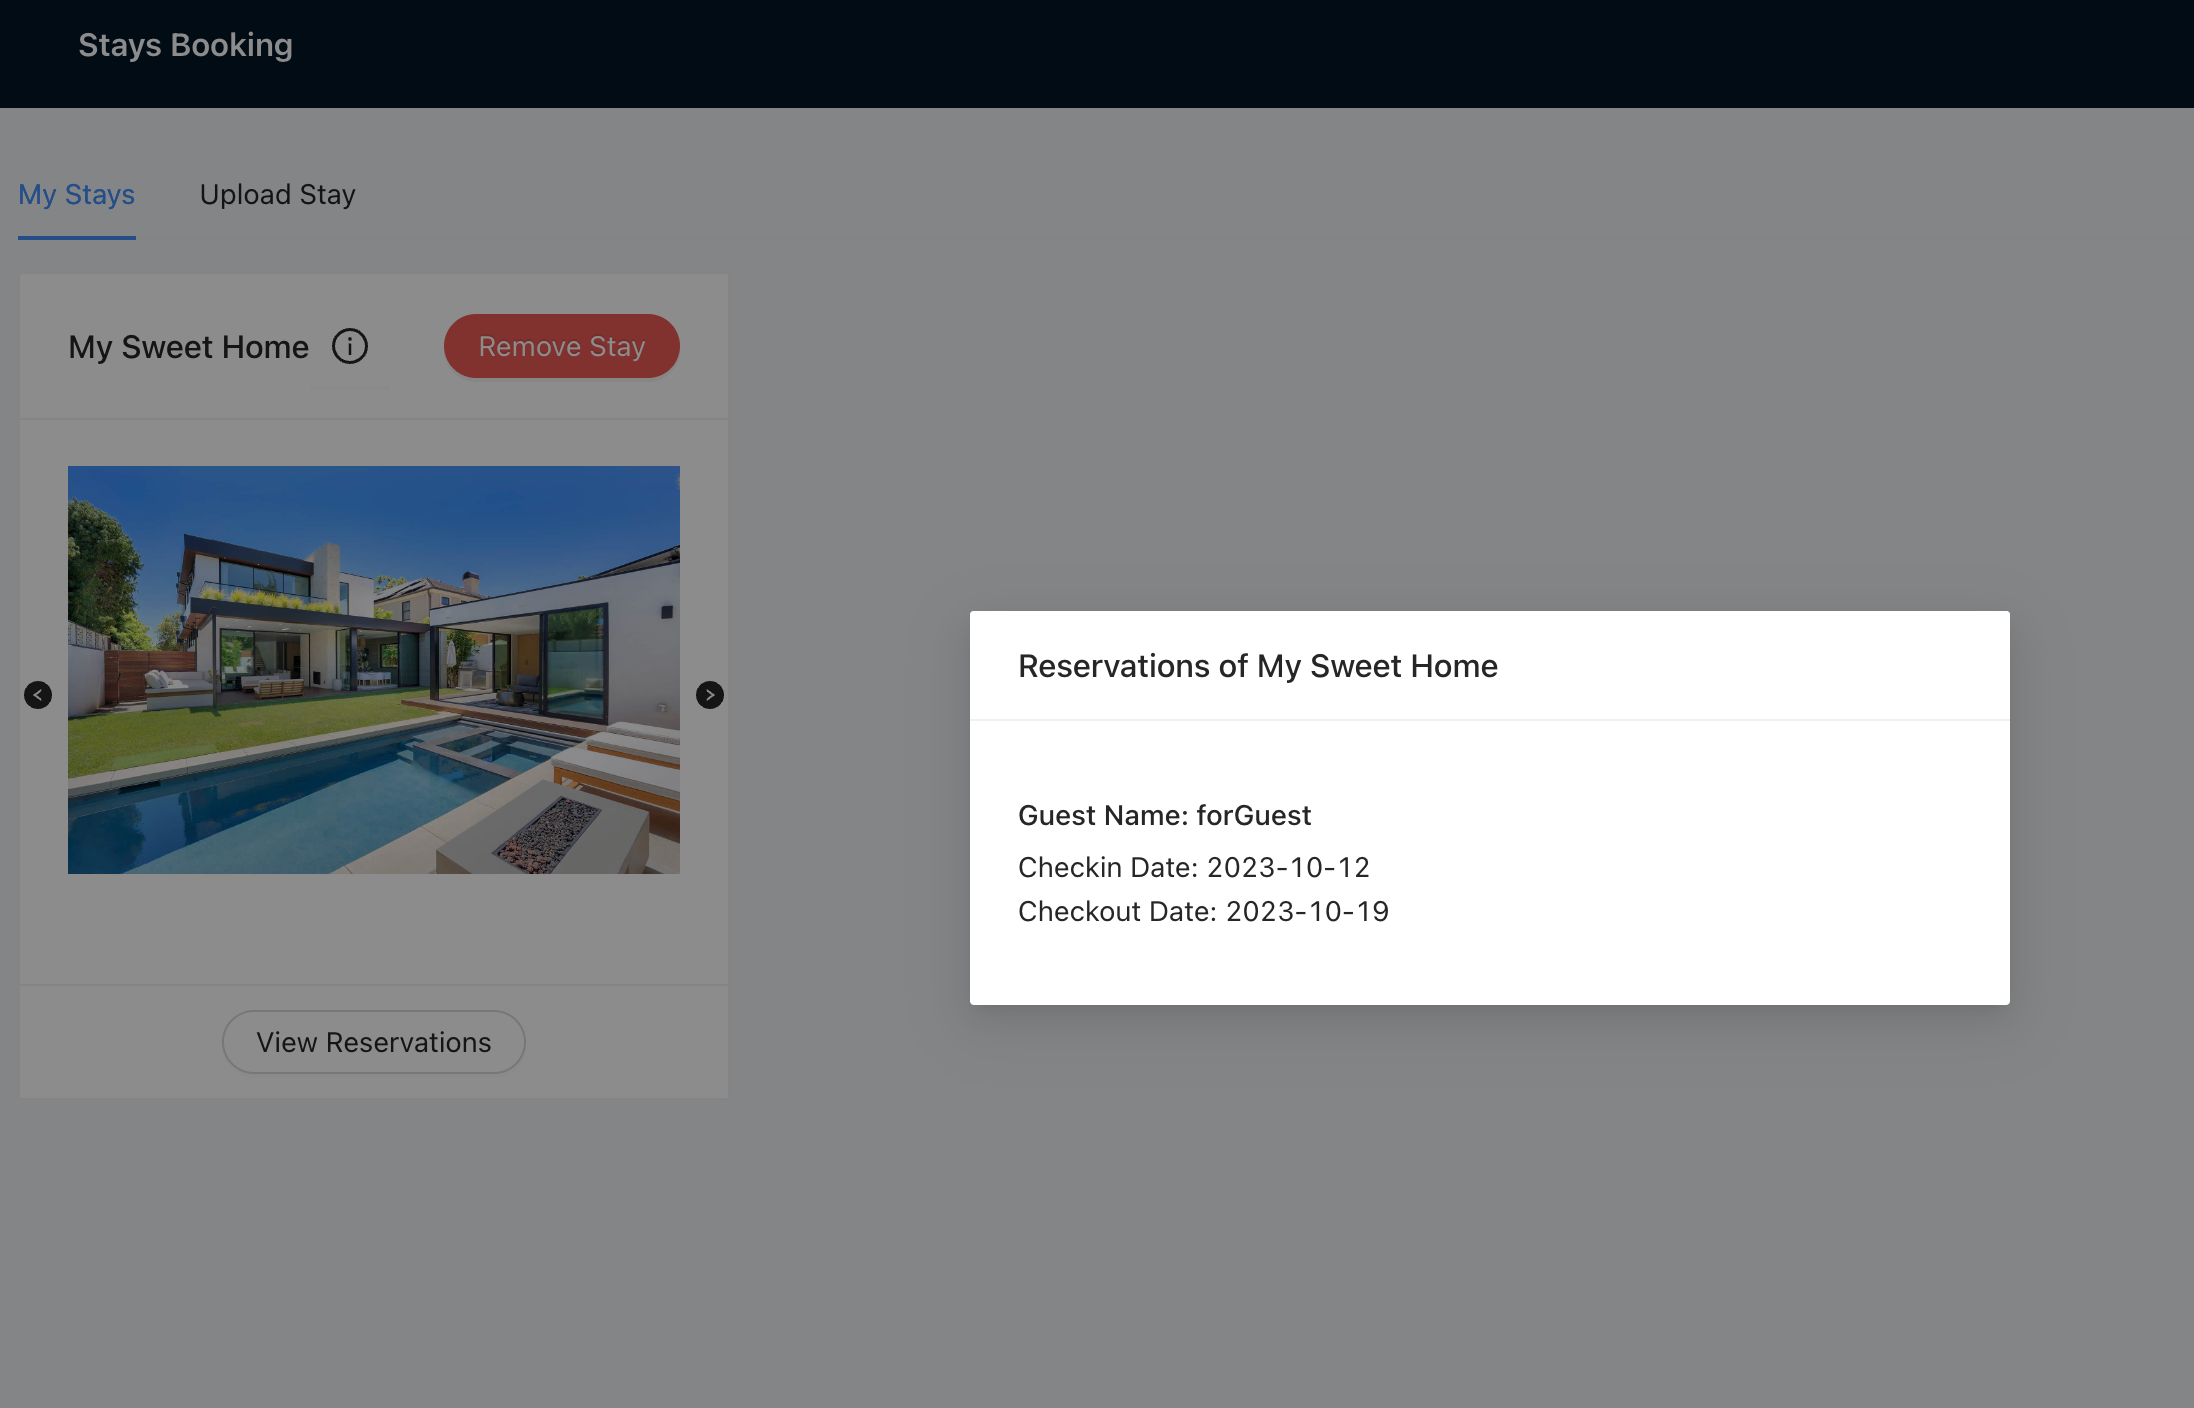 Stays Booking
My Stays
Upload Stay
My Sweet Home
Remove Stay
View Reservations
Reservations of My Sweet Home
Guest Name: forGuest
Checkin Date: 2023-10-12
Checkout Date: 2023-10-19